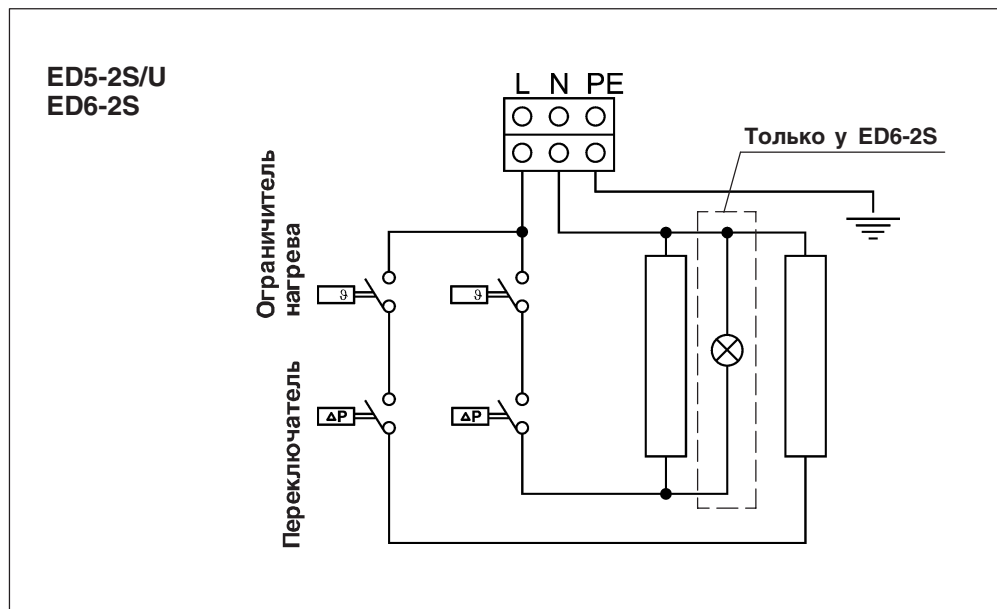 ED5-2S/U
ED6-2S
L N PE
Только у ED6-2S
Ограничитель
нагрева
ϑ ϑ
Переключатель
ΔP ΔP